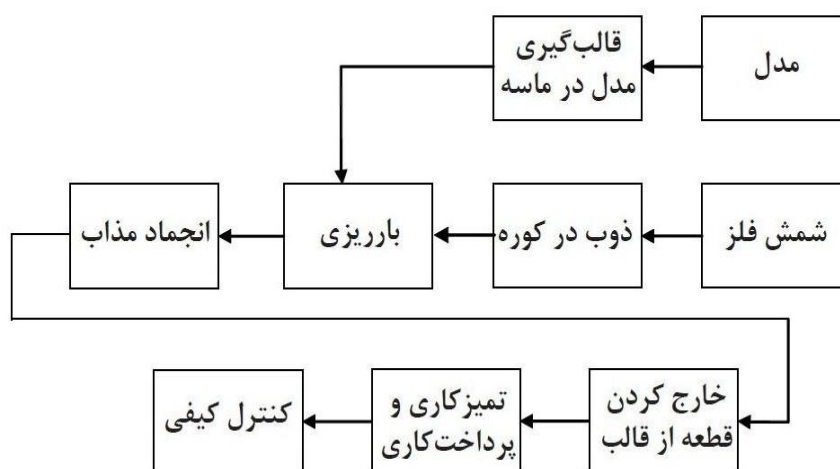 مدل
قالب‌گیری
مدل در ماسه
شمش فلز
ذوب در کوره
بارریزی
انجماد مذاب
خارج کردن
قطعه از قالب
تمیزکاری و
پرداخت‌کاری
کنترل کیفی